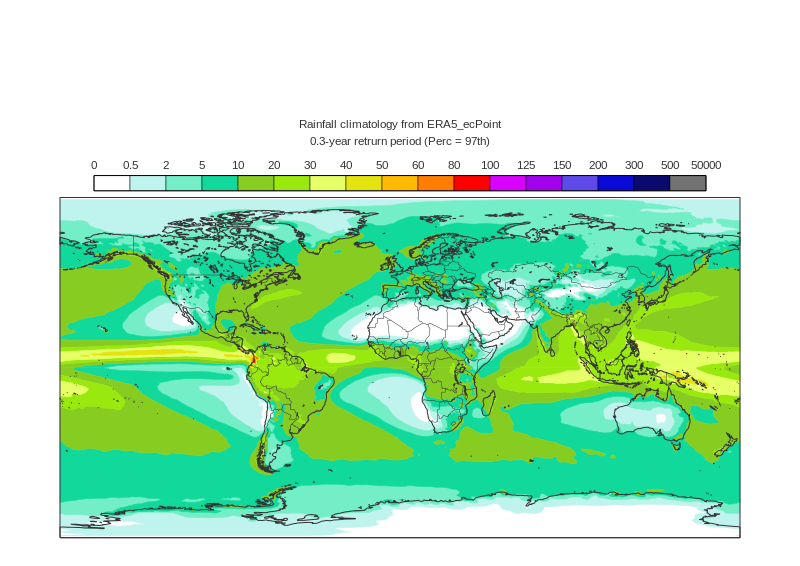 Rainfall climatology from ERA5_ecPoint
0.3-year retrurn period (Perc = 97th)
0 0.5 2 5 10 20 30 40 50 60 80 100 125 150 200 300 500 50000